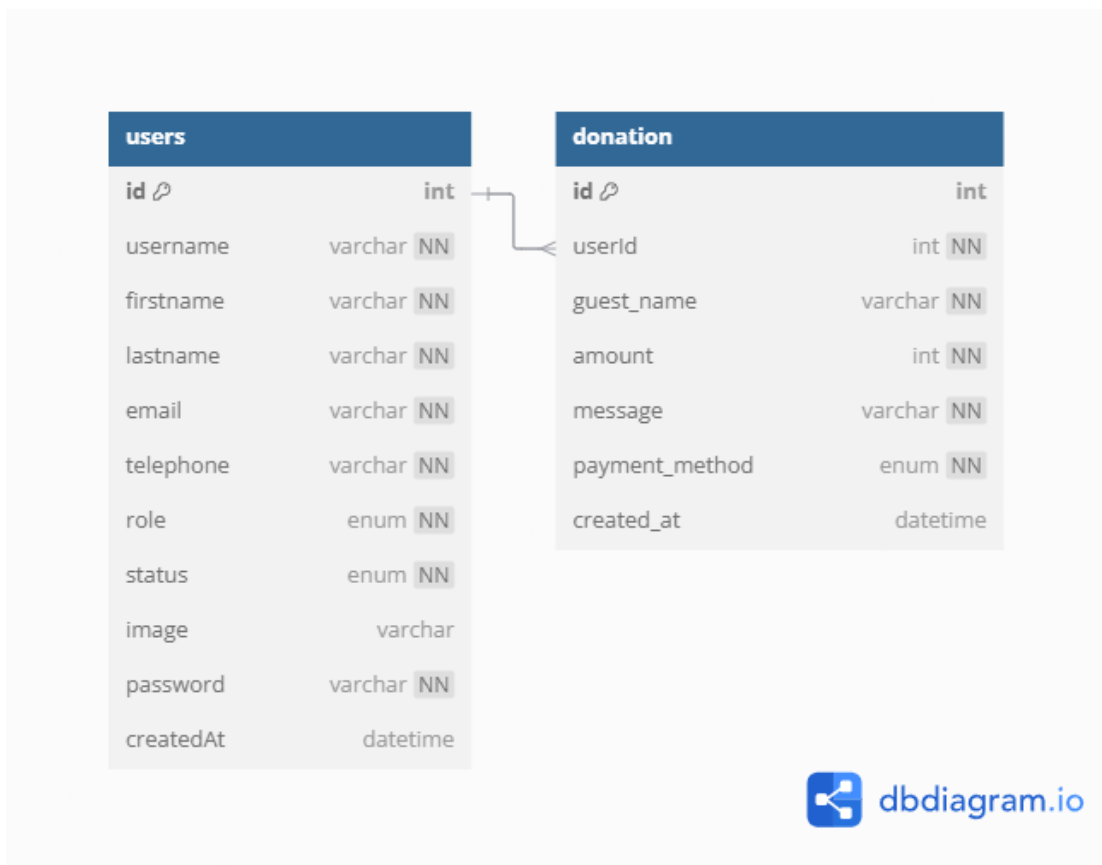 users
id int
username varchar NN
firstname varchar NN
lastname varchar NN
email varchar NN
telephone varchar NN
role enum NN
status enum NN
image varchar
password varchar NN
createdAt datetime
donation
id int
userId int NN
guest_name varchar NN
amount int NN
message varchar NN
payment_method enum NN
created_at datetime
dbdiagram.io